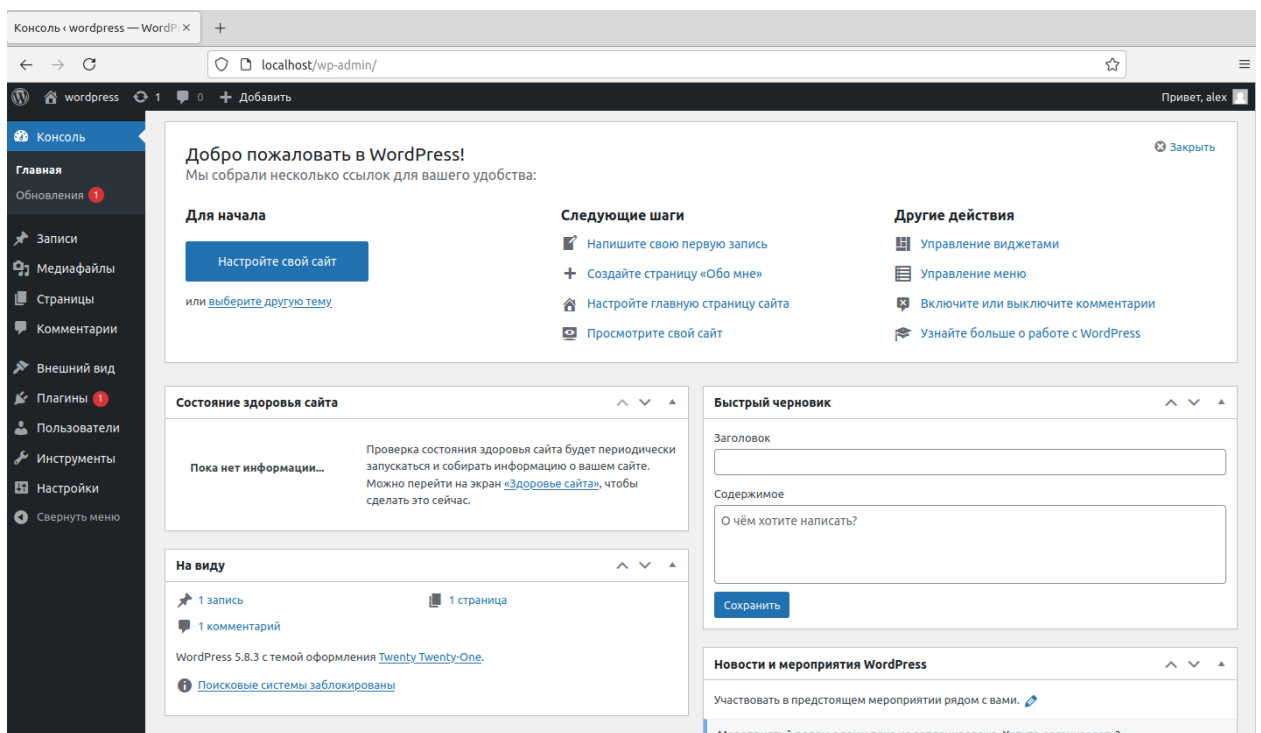 Консоль ‹ wordpress — WordPr
localhost/wp-admin/
wordpress 1 0 Добавить
Привет, alex
Консоль
Главная
Обновления 1
Записи
Медиафайлы
Страницы
Комментарии
Внешний вид
Плагины 1
Пользователи
Инструменты
Настройки
Свернуть меню
Добро пожаловать в WordPress!
Закрыть
Мы собрали несколько ссылок для вашего удобства:
Для начала
Настройте свой сайт
или выберите другую тему
Следующие шаги
Напишите свою первую запись
Создайте страницу «Обо мне»
Настройте главную страницу сайта
Просмотрите свой сайт
Другие действия
Управление виджетами
Управление меню
Включите или выключите комментарии
Узнайте больше о работе с WordPress
Состояние здоровья сайта
Пока нет информации...
Проверка состояния здоровья сайта будет периодически
запускаться и собирать информацию о вашем сайте.
Можно перейти на экран «Здоровье сайта», чтобы
сделать это сейчас.
На виду
1 запись
1 страница
1 комментарий
WordPress 5.8.3 с темой оформления Twenty Twenty-One.
Поисковые системы заблокированы
Быстрый черновик
Заголовок
Содержимое
О чём хотите написать?
Сохранить
Новости и мероприятия WordPress
Участвовать в предстоящем мероприятии рядом с вами.